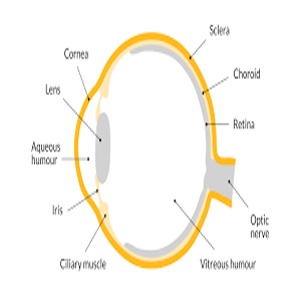 Sclera
Cornea
Choroid
Lens
Retina
Aqueous
humour
Iris
Optic
nerve
Ciliary muscle
Vitreous humour